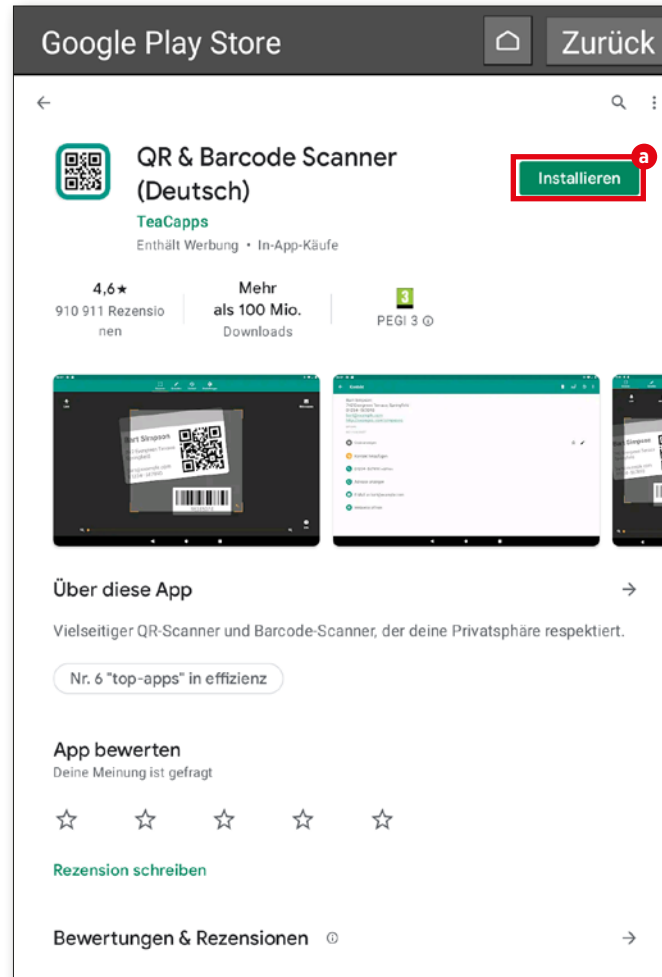 Google Play Store
Zurück
QR & Barcode Scanner
(Deutsch)
a
Installieren
TeaCapps
Enthält Werbung • In-App-Käufe
4,6★
910 911 Rezensio
nen
Mehr
als 100 Mio.
Downloads
3
PEGI 3
Bart Simpson
Über diese App
Vielseitiger QR-Scanner und Barcode-Scanner, der deine Privatsphäre respektiert.
Nr. 6 "top-apps" in effizienz
App bewerten
Deine Meinung ist gefragt
Rezension schreiben
Bewertungen & Rezensionen